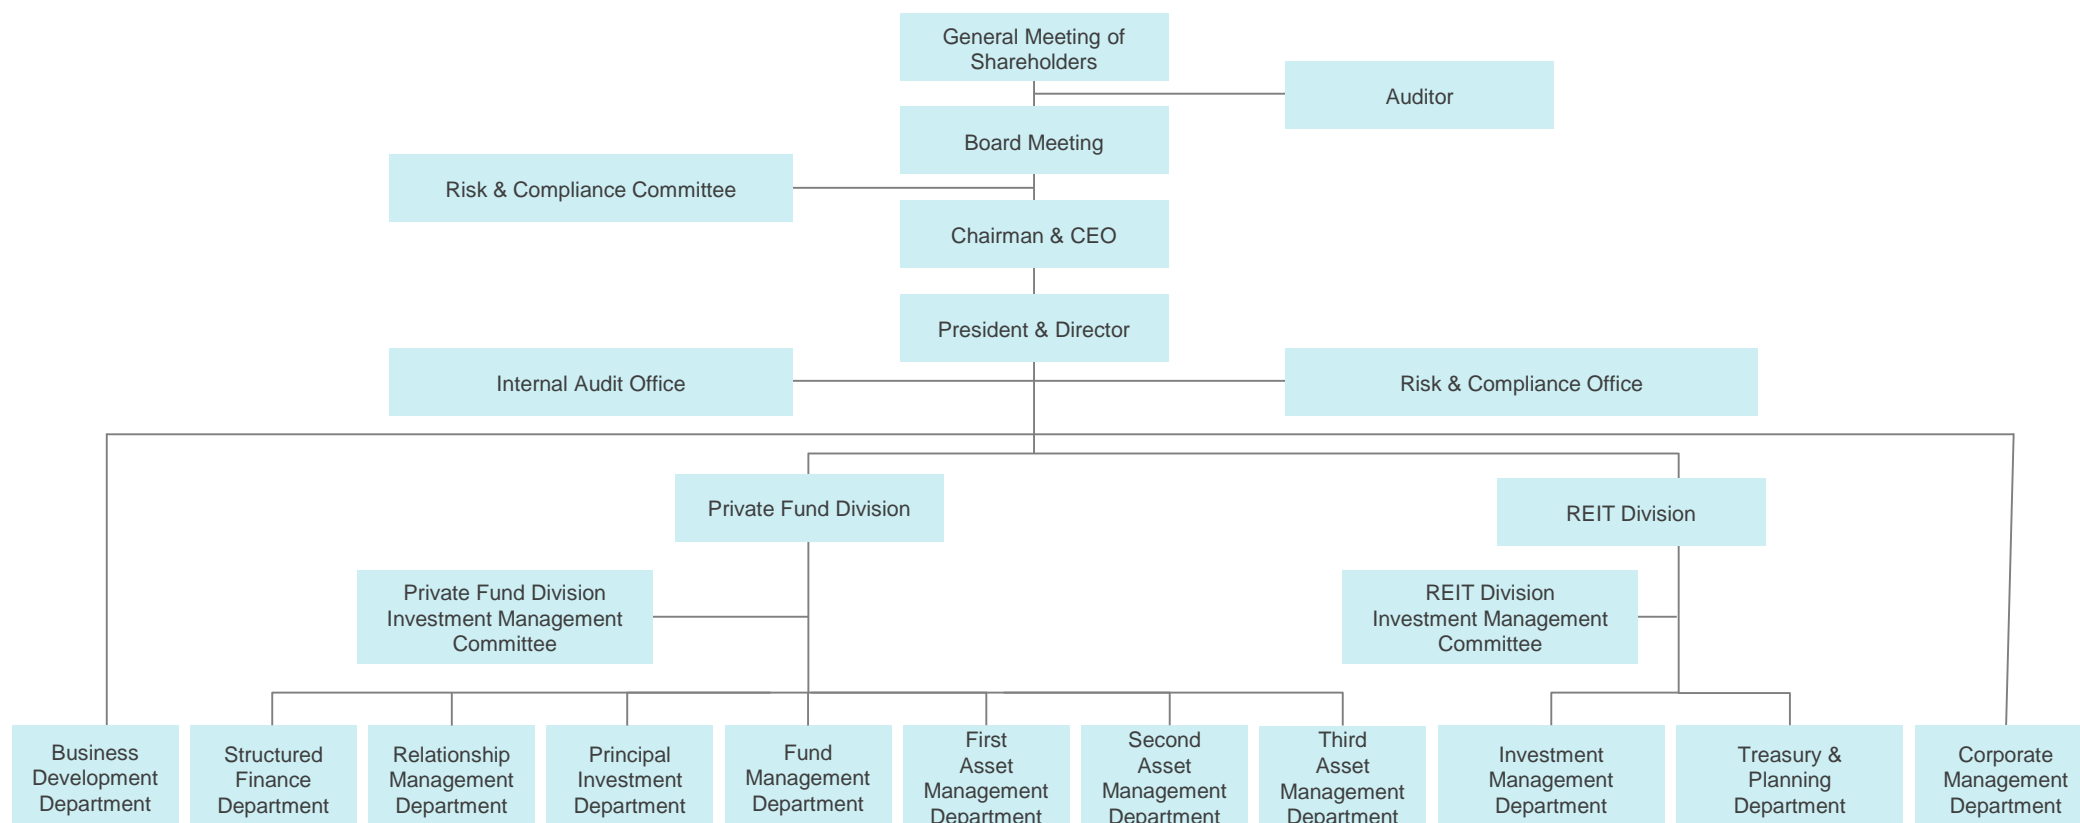 General Meeting of
Shareholders
Auditor
Board Meeting
Risk & Compliance Committee
Chairman & CEO
President & Director
Internal Audit Office
Risk & Compliance Office
Private Fund Division
REIT Division
Private Fund Division
Investment Management
Committee
REIT Division
Investment Management
Committee
Business
Development
Department
Structured
Finance
Department
Relationship
Management
Department
Principal
Investment
Department
Fund
Management
Department
First
Asset
Management
Department
Second
Asset
Management
Department
Third
Asset
Management
Department
Investment
Management
Department
Treasury &
Planning
Department
Corporate
Management
Department